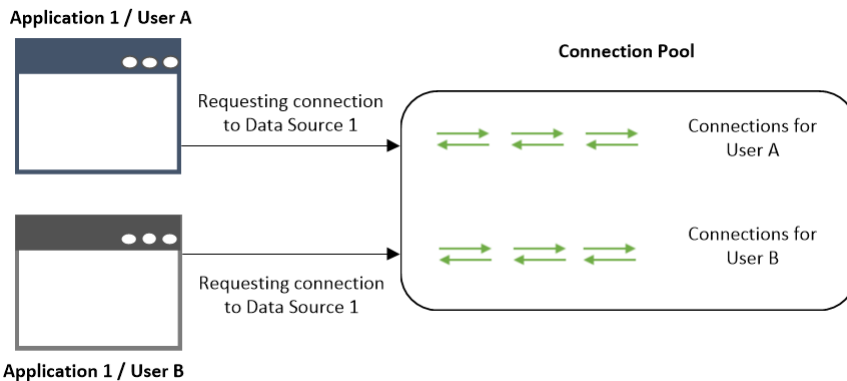 Application 1 / User A
Connection Pool
Requesting connection
to Data Source 1
Connections for
User A
Connections for
User B
Requesting connection
to Data Source 1
Application 1 / User B